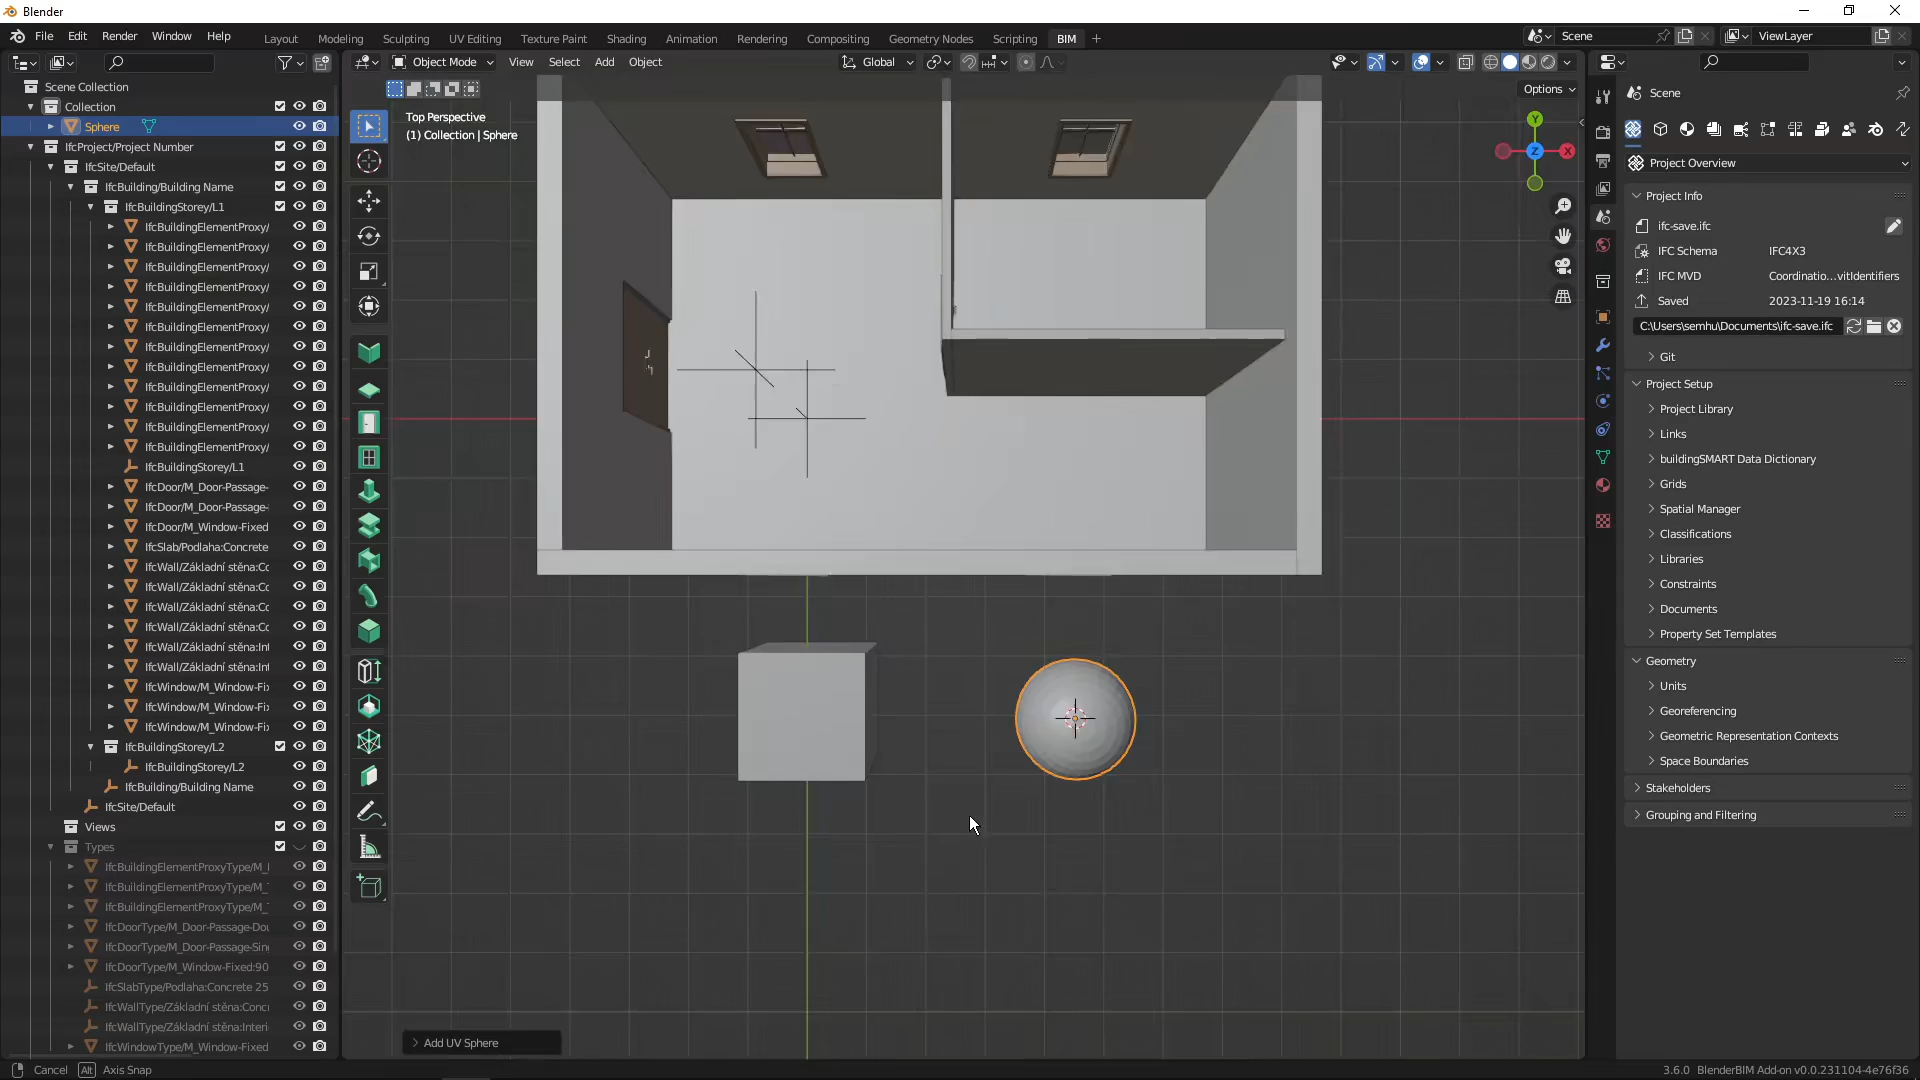 Blender
File Edit Render Window Help
Layout Modeling Sculpting UV Editing Texture Paint Shading Animation Rendering Compositing Geometry Nodes Scripting BIM +
Scene
ViewLayer
Object Mode View Select Add Object
Global
Options
Top Perspective
(1) Collection | Sphere
Y
Z
X
Scene Collection
Collection
Sphere
IfcProject/Project Number
IfcSite/Default
IfcBuilding/Building Name
IfcBuildingStorey/L1
IfcBuildingElementProxy/
IfcBuildingElementProxy/
IfcBuildingElementProxy/
IfcBuildingElementProxy/
IfcBuildingElementProxy/
IfcBuildingElementProxy/
IfcBuildingElementProxy/
IfcBuildingElementProxy/
IfcBuildingElementProxy/
IfcBuildingElementProxy/
IfcBuildingElementProxy/
IfcBuildingElementProxy/
IfcBuildingStorey/L1
IfcDoor/M_Door-Passage-
IfcDoor/M_Door-Passage-
IfcDoor/M_Window-Fixed
IfcSlab/Podlaha:Concrete
IfcWall/Základní stěna:Cc
IfcWall/Základní stěna:Cc
IfcWall/Základní stěna:Cc
IfcWall/Základní stěna:Cc
IfcWall/Základní stěna:Int
IfcWall/Základní stěna:Int
IfcWindow/M_Window-Fix
IfcWindow/M_Window-Fix
IfcWindow/M_Window-Fix
IfcBuildingStorey/L2
IfcBuildingStorey/L2
IfcBuilding/Building Name
IfcSite/Default
Views
Types
IfcBuildingElementProxyType/M_
IfcBuildingElementProxyType/M_
IfcBuildingElementProxyType/M_
IfcDoorType/M_Door-Passage-Dou
IfcDoorType/M_Door-Passage-Sing
IfcDoorType/M_Window-Fixed:90
IfcSlabType/Podlaha:Concrete 25
IfcWallType/Základní stěna:Concr
IfcWallType/Základní stěna:Interi
IfcWindowType/M_Window-Fixed
Add UV Sphere
Scene
Project Overview
Project Info
ifc-save.ifc
IFC Schema IFC4X3
IFC MVD Coordinatio...vitIdentifiers
Saved 2023-11-19 16:14
C:\Users\semhu\Documents\ifc-save.ifc
Git
Project Setup
Project Library
Links
buildingSMART Data Dictionary
Grids
Spatial Manager
Classifications
Libraries
Constraints
Documents
Property Set Templates
Geometry
Units
Georeferencing
Geometric Representation Contexts
Space Boundaries
Stakeholders
Grouping and Filtering
Cancel Alt Axis Snap
3.6.0 BlenderBIM Add-on v0.0.231104-4e76f36